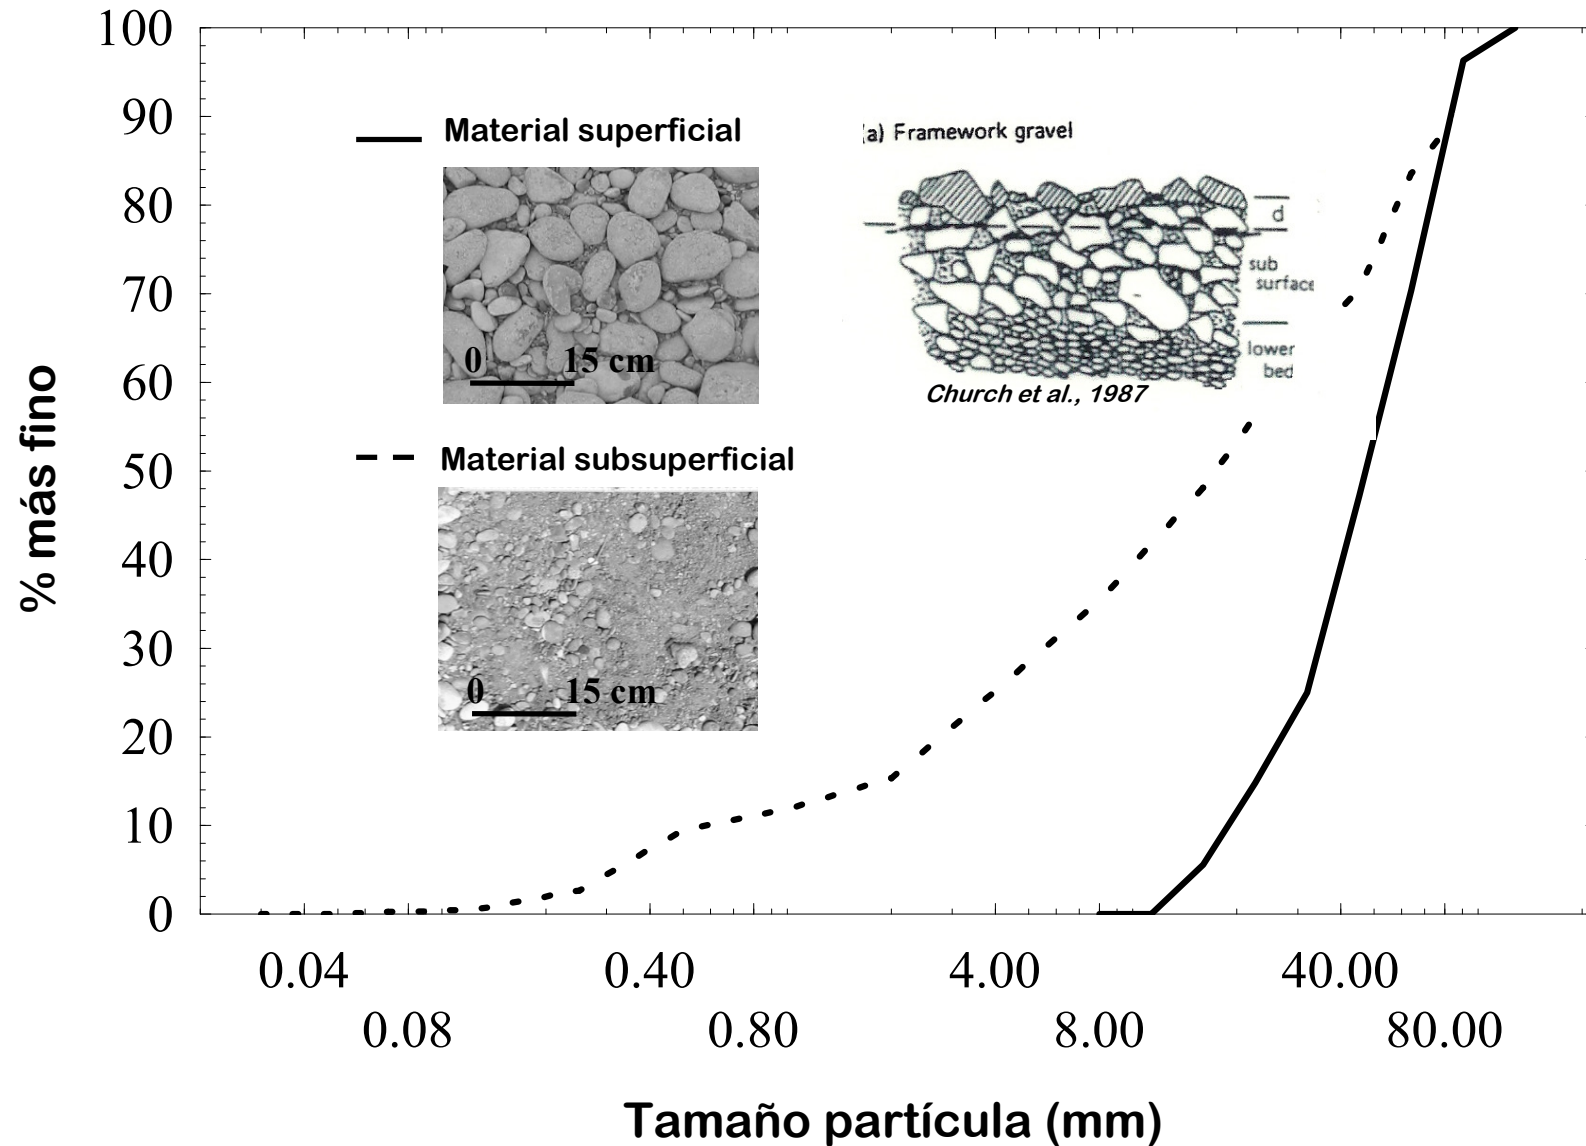 100
90
80
70
60
50
40
30
20
10
0
% más fino
Material superficial
0 15 cm
Material subsuperficial
0 15 cm
(a) Framework gravel
d
sub
surface
lower
bed
Church et al., 1987
0.04 0.40 4.00 40.00
0.08 0.80 8.00 80.00
Tamaño partícula (mm)